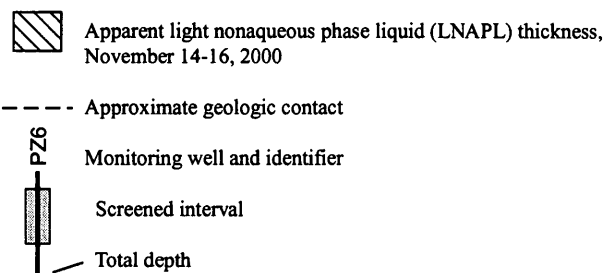 Apparent light nonaqueous phase liquid (LNAPL) thickness,
November 14-16, 2000
Approximate geologic contact
PZ6
Monitoring well and identifier
Screened interval
Total depth